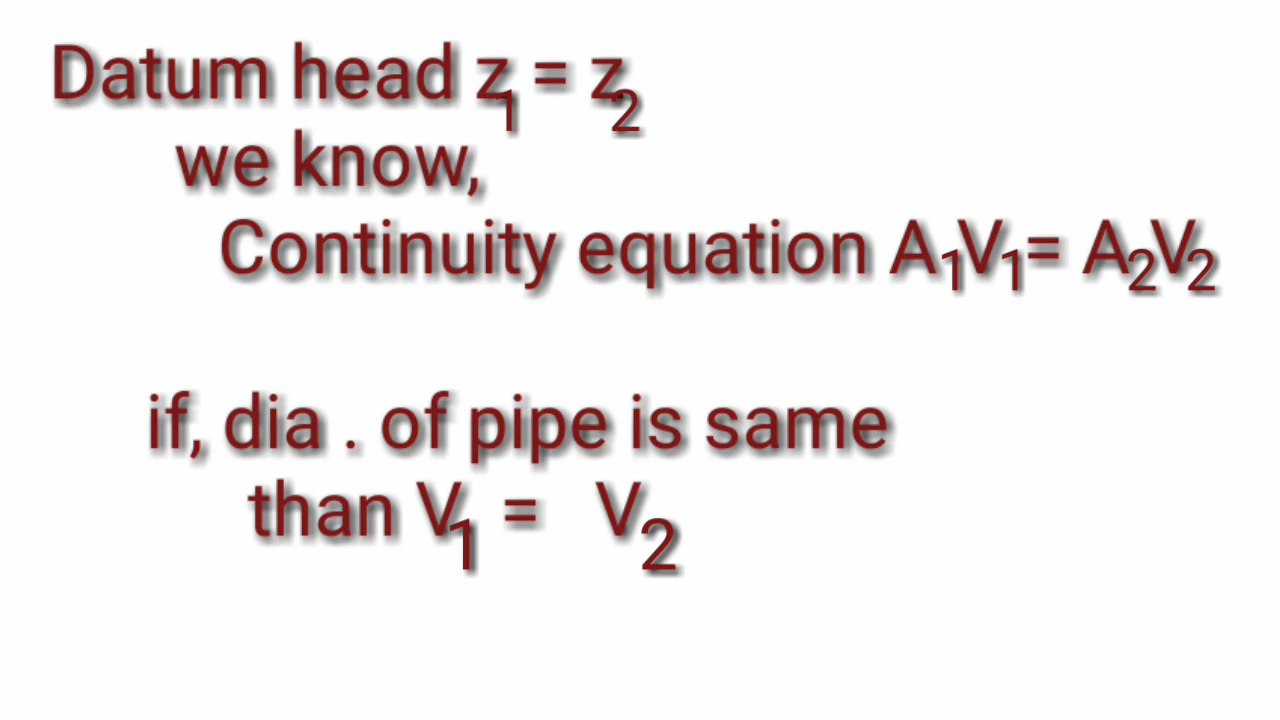 Datum head z₁ = z₂
we know,
Continuity equation A₁V₁= A₂V₂
if, dia . of pipe is same
than V₁ = V₂